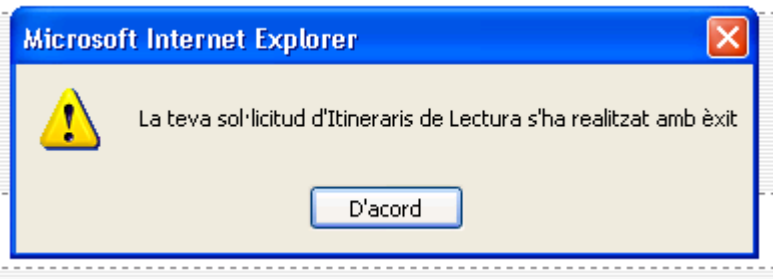 Microsoft Internet Explorer
La teva sol·licitud d'Itineraris de Lectura s'ha realitzat amb èxit
D'acord